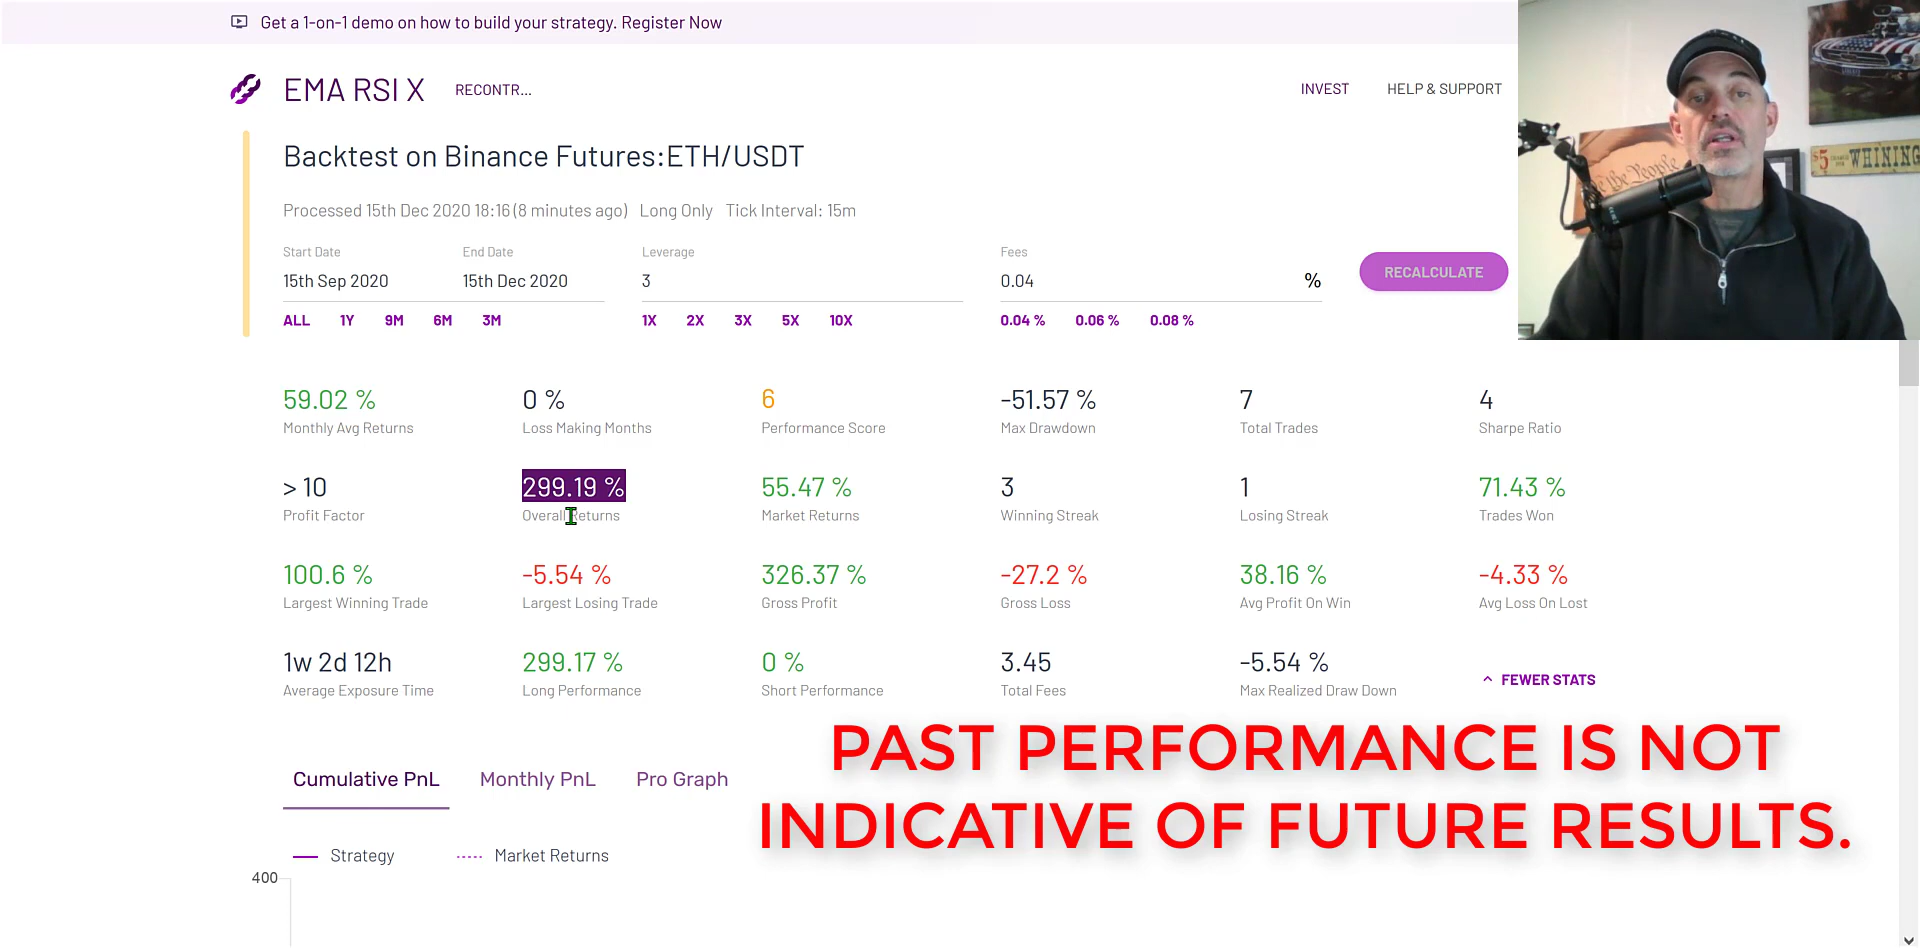 Get a 1-on-1 demo on how to build your strategy. Register Now
EMA RSI X RECONTR... INVEST HELP & SUPPORT
Backtest on Binance Futures:ETH/USDT
Processed 15th Dec 2020 18:16 (8 minutes ago) Long Only Tick Interval: 15m
Start Date End Date Leverage Fees
15th Sep 2020 15th Dec 2020 3 0.04 % RECALCULATE
ALL 1Y 9M 6M 3M 1X 2X 3X 5X 10X 0.04 % 0.06 % 0.08 %
59.02 % 0 % 6 -51.57 % 7 4
Monthly Avg Returns Loss Making Months Performance Score Max Drawdown Total Trades Sharpe Ratio
> 10 299.19 % 55.47 % 3 1 71.43 %
Profit Factor Overall Returns Market Returns Winning Streak Losing Streak Trades Won
100.6 % -5.54 % 326.37 % -27.2 % 38.16 % -4.33 %
Largest Winning Trade Largest Losing Trade Gross Profit Gross Loss Avg Profit On Win Avg Loss On Lost
1w 2d 12h 299.17 % 0 % 3.45 -5.54 % FEWER STATS
Average Exposure Time Long Performance Short Performance Total Fees Max Realized Draw Down
PAST PERFORMANCE IS NOT
INDICATIVE OF FUTURE RESULTS.
Cumulative PnL Monthly PnL Pro Graph
Strategy Market Returns
400
$5
WHINING
the People